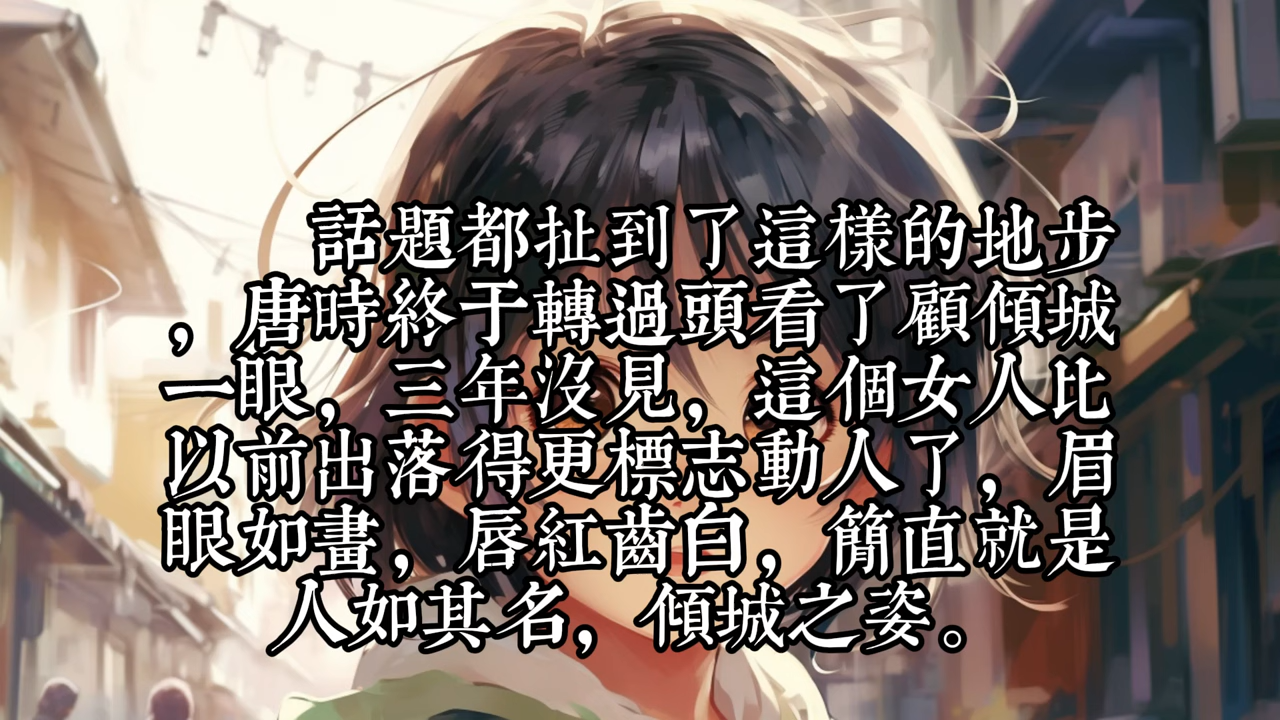 話題都扯到了這樣的地步
，唐時終于轉過頭看了顧傾城
一眼，三年沒見，這個女人比
以前出落得更標志動人了，眉
眼如畫，唇紅齒白，簡直就是
人如其名，傾城之姿。